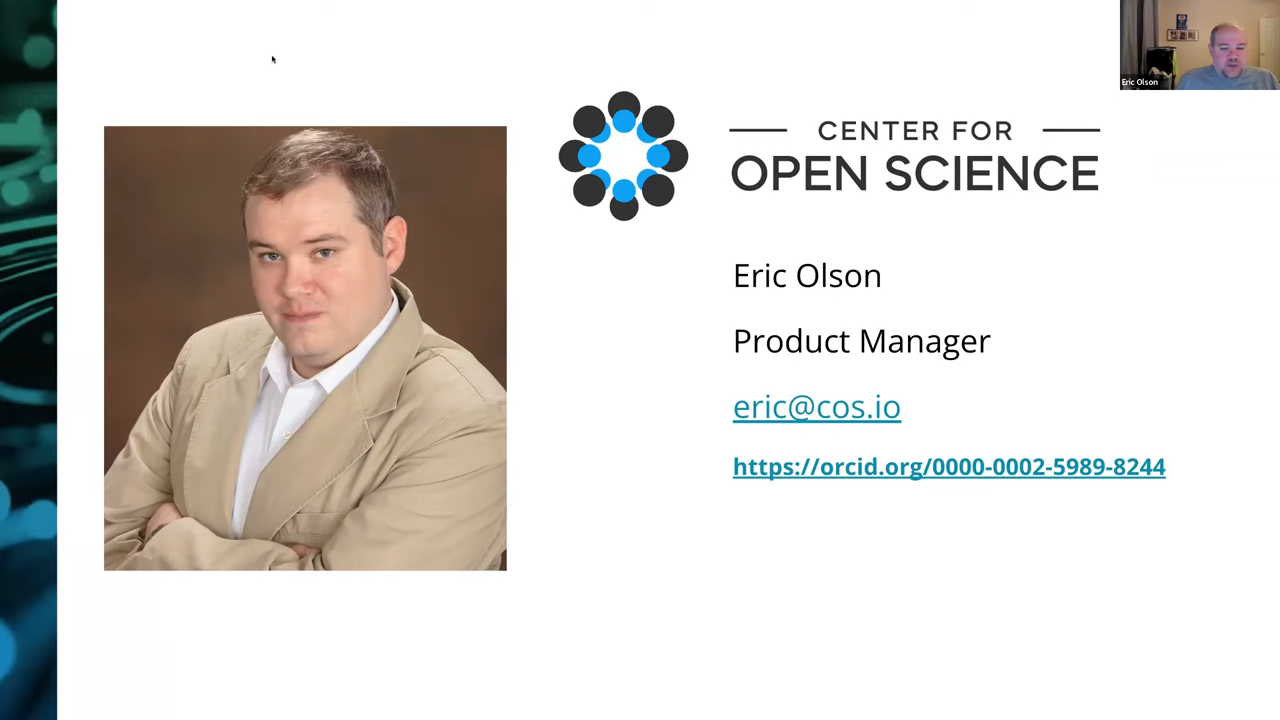 CENTER FOR
OPEN SCIENCE
Eric Olson
Product Manager
eric@cos.io
https://orcid.org/0000-0002-5989-8244
Eric Olson